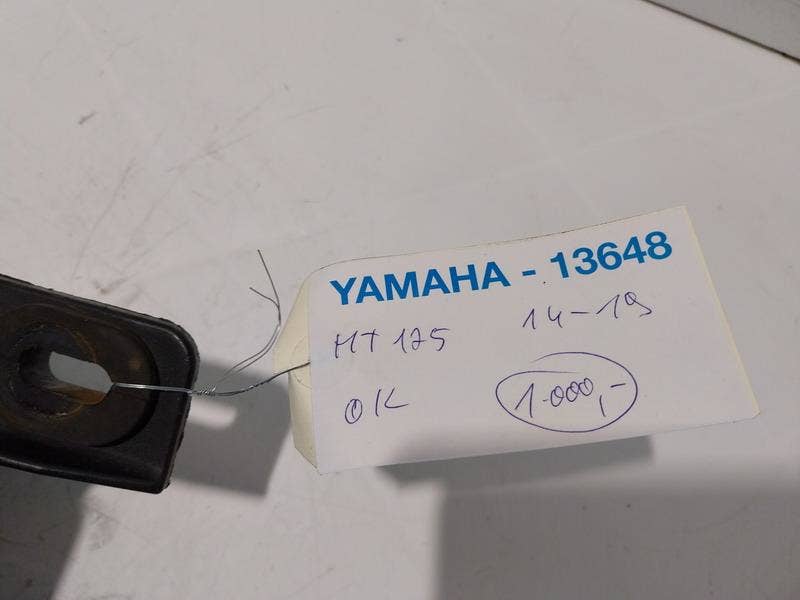 YAMAHA - 13648
MT 125 14-19
OK 1.000,-